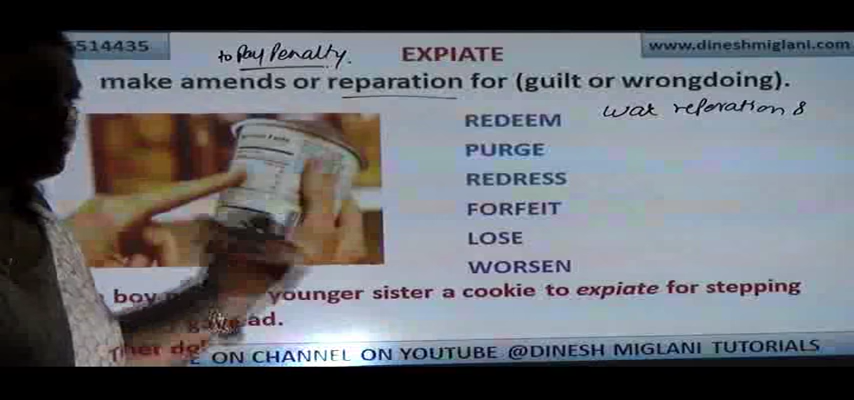 514435
www.dineshmiglani.com
to Pay Penalty.
EXPIATE
make amends or reparation for (guilt or wrongdoing).
war reparations
REDEEM
PURGE
REDRESS
FORFEIT
LOSE
WORSEN
boy younger sister a cookie to expiate for stepping
ad.
ON CHANNEL ON YOUTUBE @DINESH MIGLANI TUTORIALS